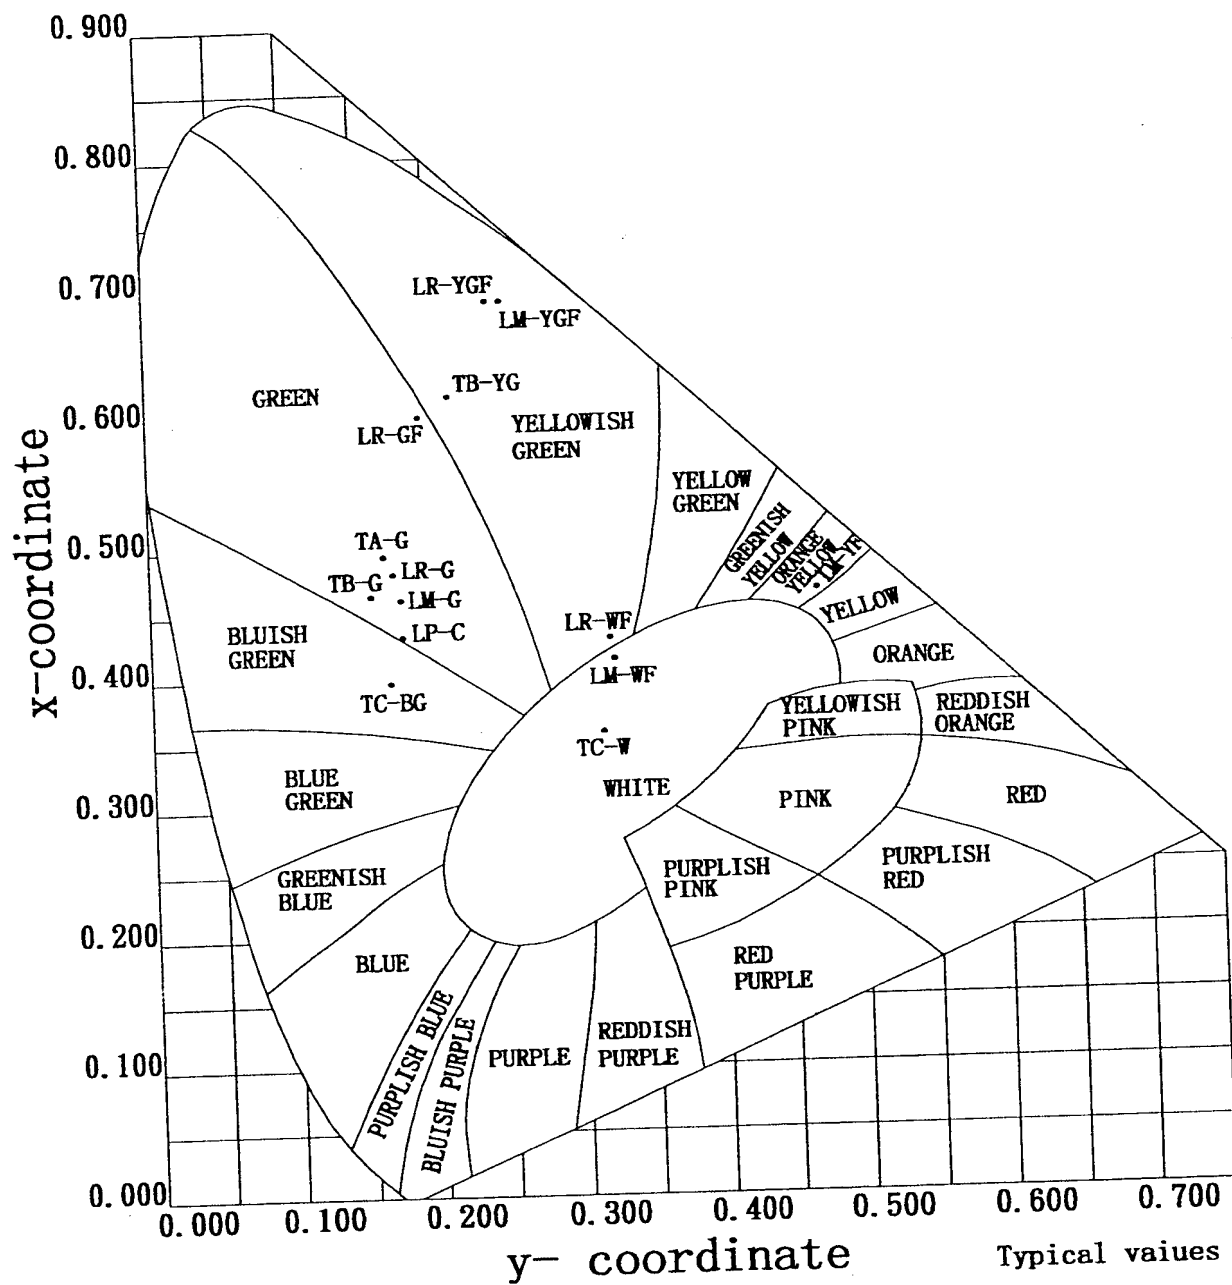 0.900
0.800
0.700
0.600
0.500
0.400
0.300
0.200
0.100
0.000
x-coordinate
LR-YGF
LM-YGF
TB-YG
GREEN
LR-GF
YELLOWISH
GREEN
YELLOW
GREEN
GREENISH
YELLOW
ORANGE
YELLOW
LM-YF
TA-G
LR-G
TB-G
LM-G
LP-C
LR-WF
YELLOW
BLUISH
GREEN
ORANGE
LM-WF
TC-BG
YELLOWISH
PINK
REDDISH
ORANGE
TC-W
WHITE
BLUE
GREEN
PINK
RED
GREENISH
BLUE
PURPLISH
PINK
PURPLISH
RED
BLUE
RED
PURPLE
PURPLISH BLUE
BLUISH PURPLE
PURPLE
REDDISH
PURPLE
0.000 0.100 0.200 0.300 0.400 0.500 0.600 0.700
y- coordinate
Typical vaiues